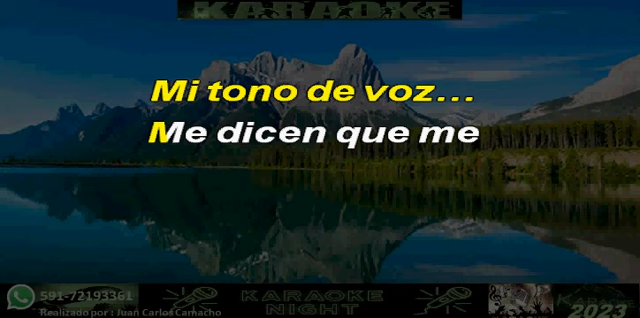 KARAOKE
Mi tono de voz...
Me dicen que me
591-72193361
Realizado por : Juan Carlos Camacho
KARAOKE
NIGHT
2023